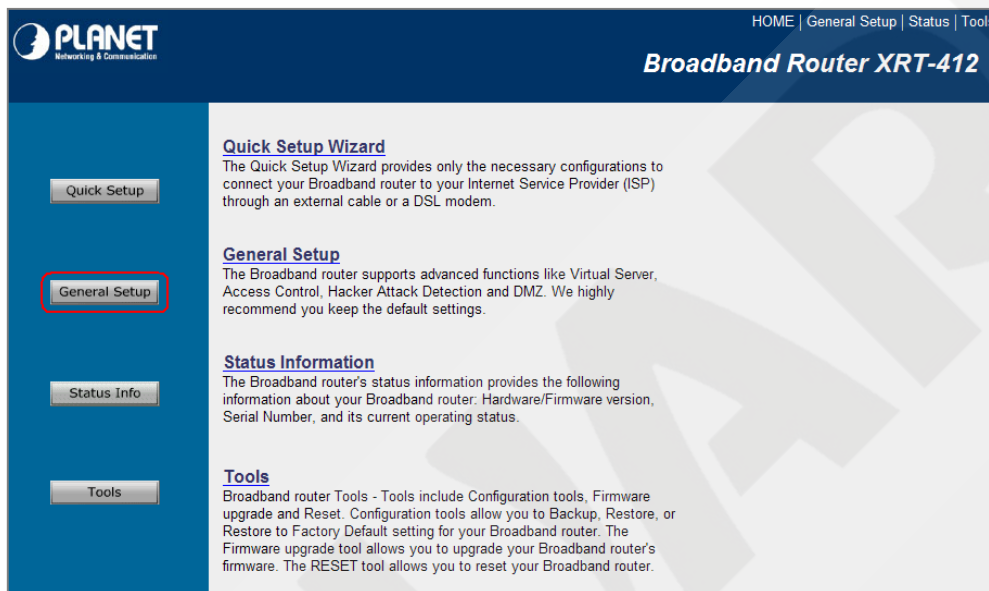 PLANET
Networking & Communication
HOME | General Setup | Status | Tools
Broadband Router XRT-412
Quick Setup
Quick Setup Wizard
The Quick Setup Wizard provides only the necessary configurations to
connect your Broadband router to your Internet Service Provider (ISP)
through an external cable or a DSL modem.
General Setup
General Setup
The Broadband router supports advanced functions like Virtual Server,
Access Control, Hacker Attack Detection and DMZ. We highly
recommend you keep the default settings.
Status Info
Status Information
The Broadband router's status information provides the following
information about your Broadband router: Hardware/Firmware version,
Serial Number, and its current operating status.
Tools
Tools
Broadband router Tools - Tools include Configuration tools, Firmware
upgrade and Reset. Configuration tools allow you to Backup, Restore, or
Restore to Factory Default setting for your Broadband router. The
Firmware upgrade tool allows you to upgrade your Broadband router's
firmware. The RESET tool allows you to reset your Broadband router.